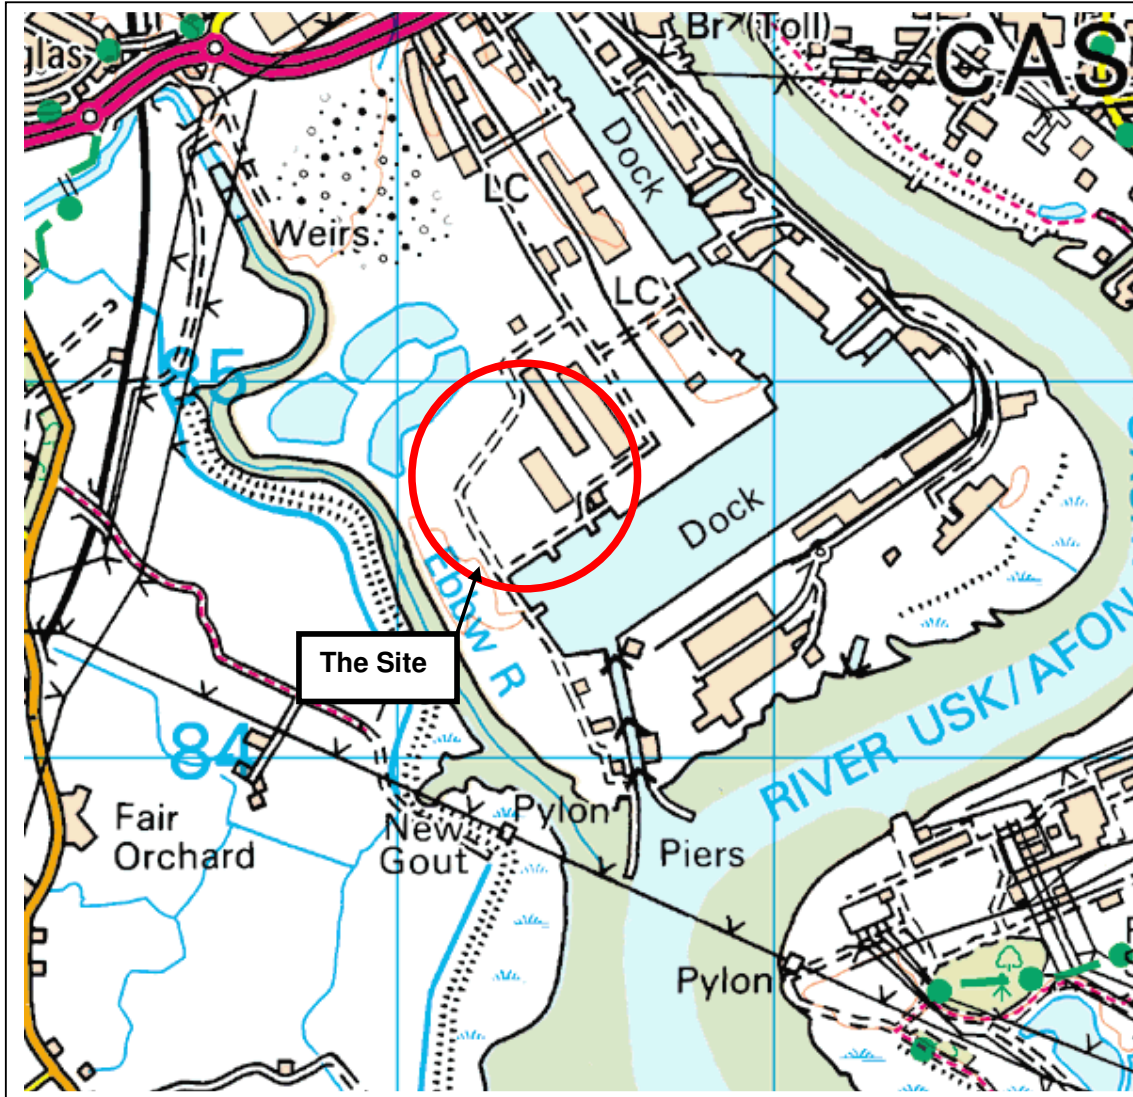 glas
Br (Toll)
CAS
Dock
LC
Weirs
LC
85
Dock
Ebbw R
The Site
RIVER USK/AFON
84
Pylon
New
Gout
Fair
Orchard
Piers
Pylon